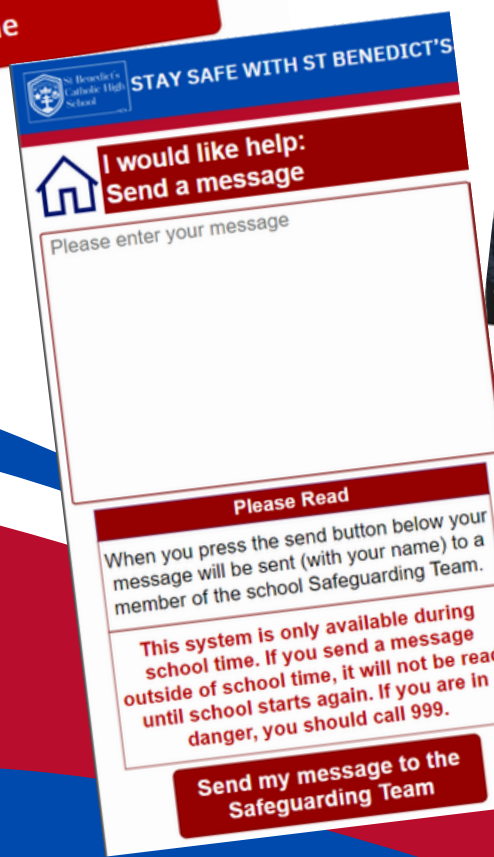 St Benedict's
Catholic High
School
STAY SAFE WITH ST BENEDICT'S
I would like help:
Send a message
Please enter your message
Please Read
When you press the send button below your
message will be sent (with your name) to a
member of the school Safeguarding Team.
This system is only available during
school time. If you send a message
outside of school time, it will not be read
until school starts again. If you are in
danger, you should call 999.
Send my message to the
Safeguarding Team